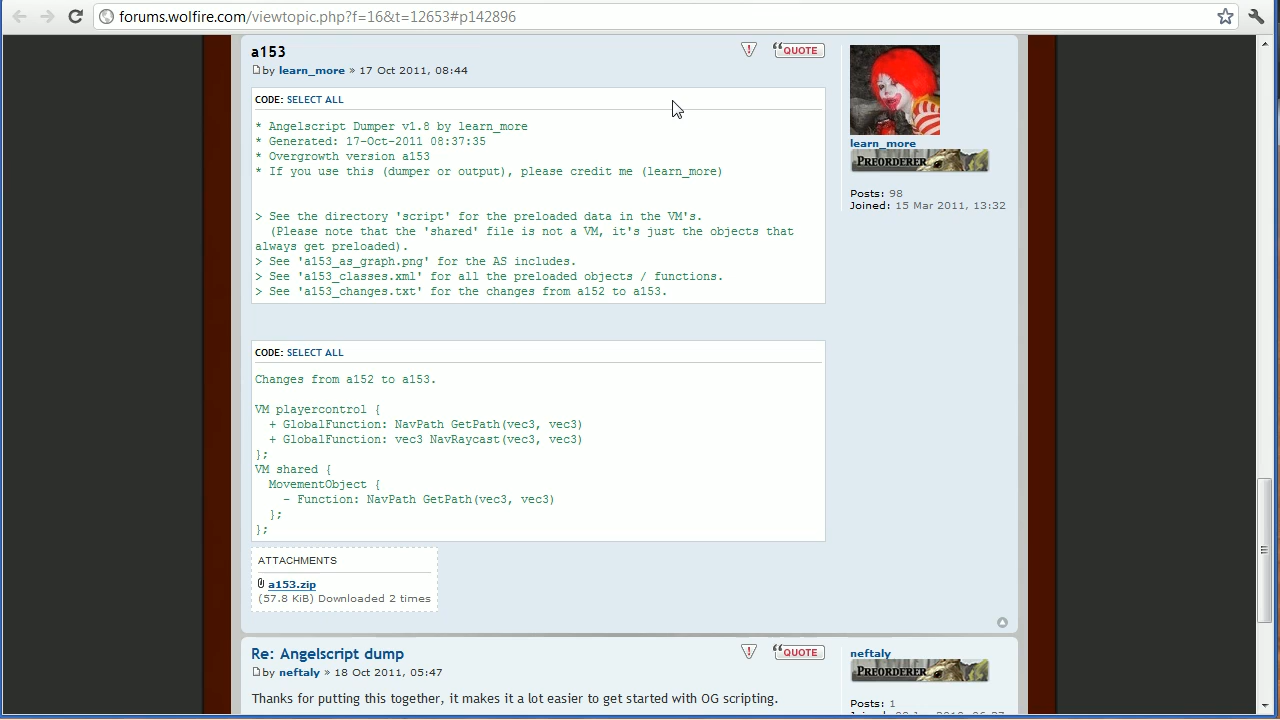 forums.wolfire.com/viewtopic.php?f=16&t=12653#p142896
a153
QUOTE
by learn_more » 17 Oct 2011, 08:44
CODE: SELECT ALL
* Angelscript Dumper v1.8 by learn_more
* Generated: 17-Oct-2011 08:37:35
* Overgrowth version a153
* If you use this (dumper or output), please credit me (learn_more)
> See the directory 'script' for the preloaded data in the VM's.
(Please note that the 'shared' file is not a VM, it's just the objects that
always get preloaded).
> See 'a153_as_graph.png' for the AS includes.
> See 'a153_classes.xml' for all the preloaded objects / functions.
> See 'a153_changes.txt' for the changes from a152 to a153.
learn_more
PREORDERER
Posts: 98
Joined: 15 Mar 2011, 13:32
CODE: SELECT ALL
Changes from a152 to a153.
VM playercontrol {
+ GlobalFunction: NavPath GetPath(vec3, vec3)
+ GlobalFunction: vec3 NavRaycast(vec3, vec3)
};
VM shared {
MovementObject {
- Function: NavPath GetPath(vec3, vec3)
};
};
ATTACHMENTS
a153.zip
(57.8 KiB) Downloaded 2 times
Re: Angelscript dump
QUOTE
by neftaly » 18 Oct 2011, 05:47
Thanks for putting this together, it makes it a lot easier to get started with OG scripting.
neftaly
PREORDERER
Posts: 1